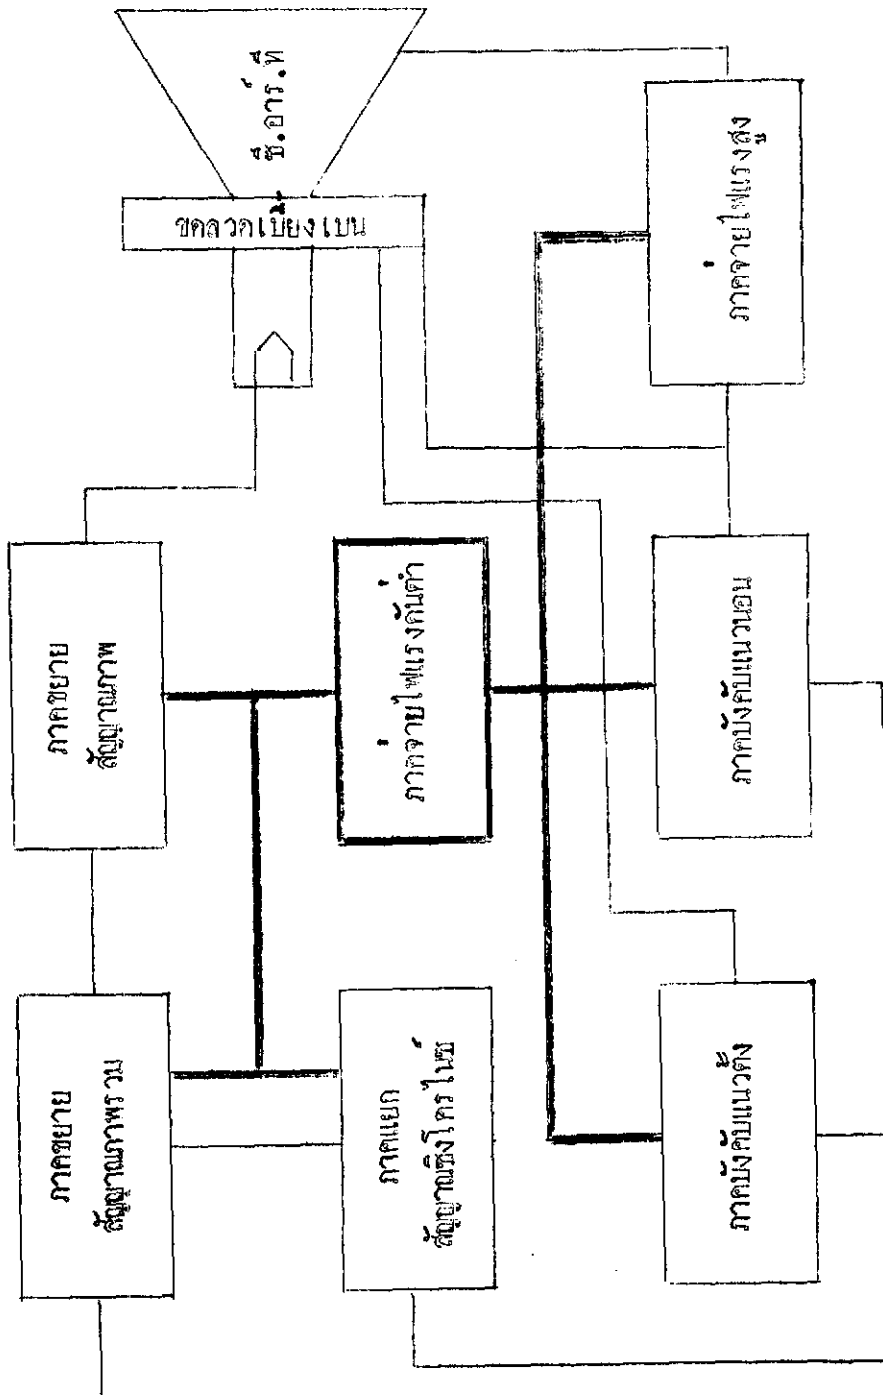 ภาคขยาย
สัญญาณภาพรวม
ภาคขยาย
สัญญาณภาพ
ซี.อาร์.ที
ขดลวดเบี่ยงเบน
ภาคแยก
สัญญาณซิงโครไนซ์
ภาคจ่ายไฟแรงดันต่ำ
ภาคบังคับแนวตั้ง
ภาคบังคับแนวนอน
ภาคจ่ายไฟแรงสูง